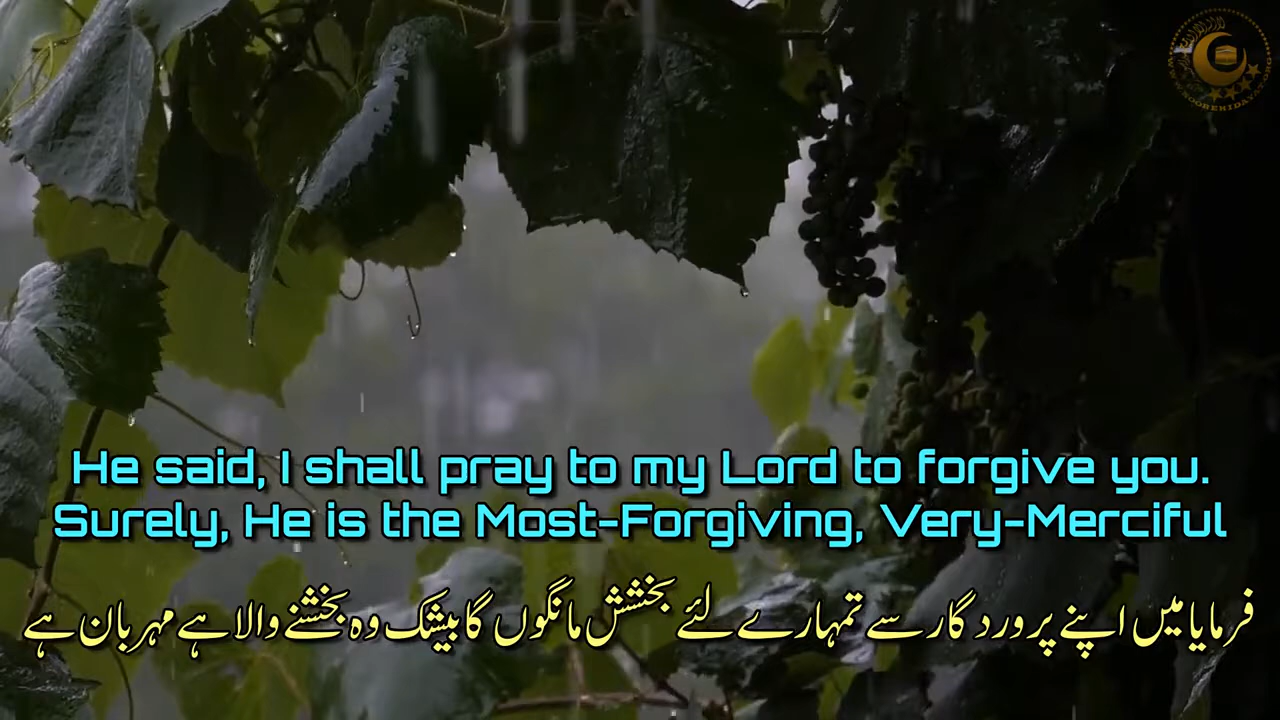 He said, I shall pray to my Lord to forgive you.
Surely, He is the Most-Forgiving, Very-Merciful
فرمایا میں اپنے پروردگار سے تمہارے لئے بخشش مانگوں گا بیشک وہ بخشنے والا ہے مہربان ہے